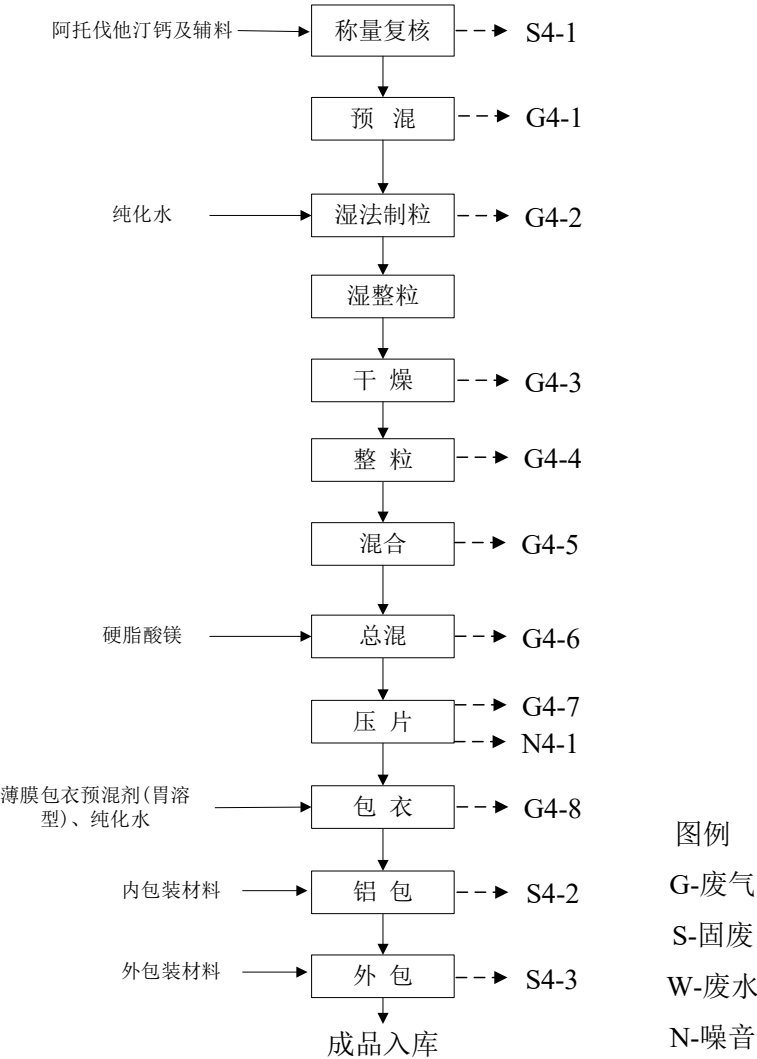 阿托伐他汀钙及辅料
称量复核
S4-1
预 混
G4-1
纯化水
湿法制粒
G4-2
湿整粒
干 燥
G4-3
整 粒
G4-4
混合
G4-5
硬脂酸镁
总混
G4-6
压 片
G4-7
N4-1
薄膜包衣预混剂(胃溶
型)、纯化水
包 衣
G4-8
内包装材料
铝 包
S4-2
外包装材料
外 包
S4-3
成品入库
图例
G-废气
S-固废
W-废水
N-噪音